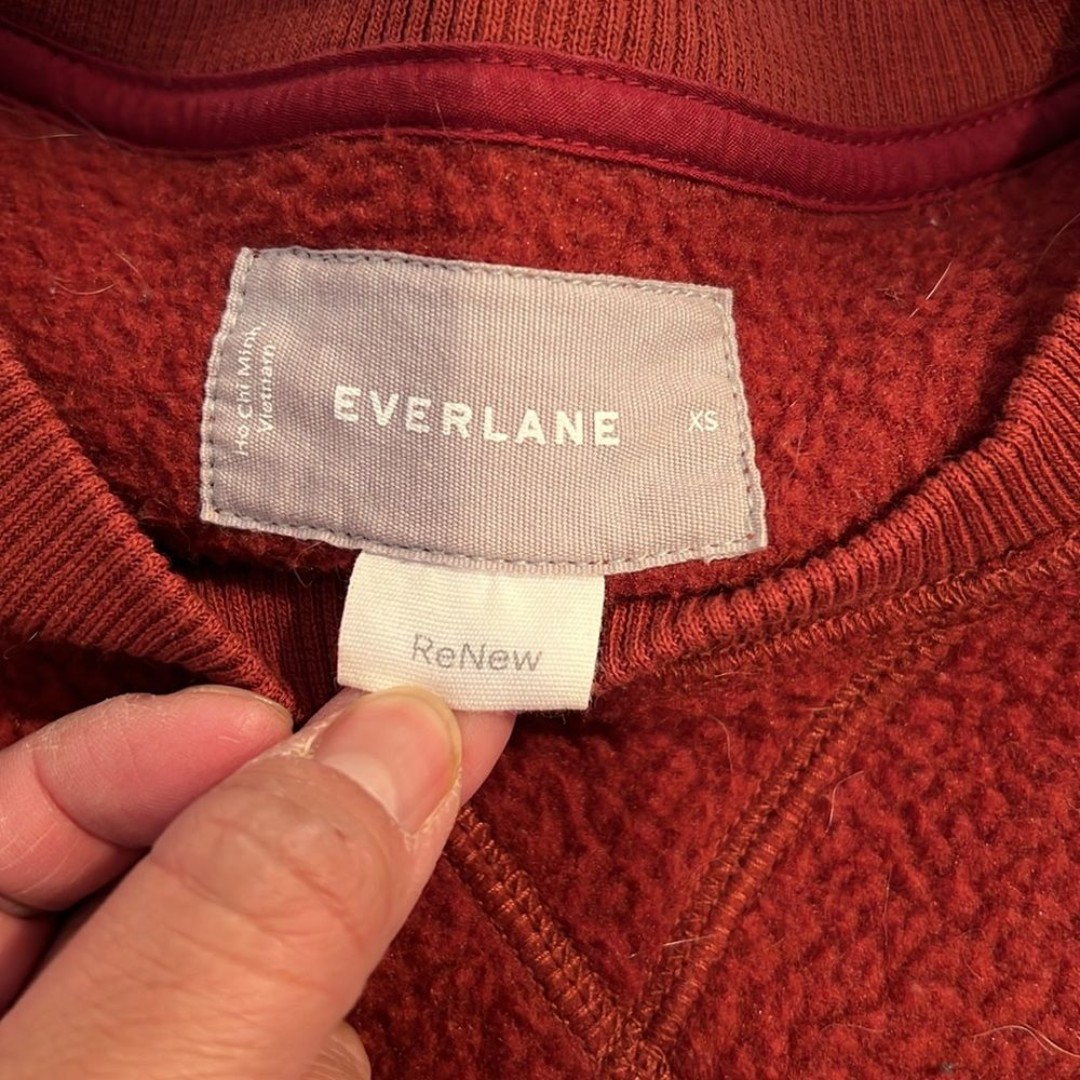 Ho Chi Minh,
Vietnam
EVERLANE
XS
ReNew